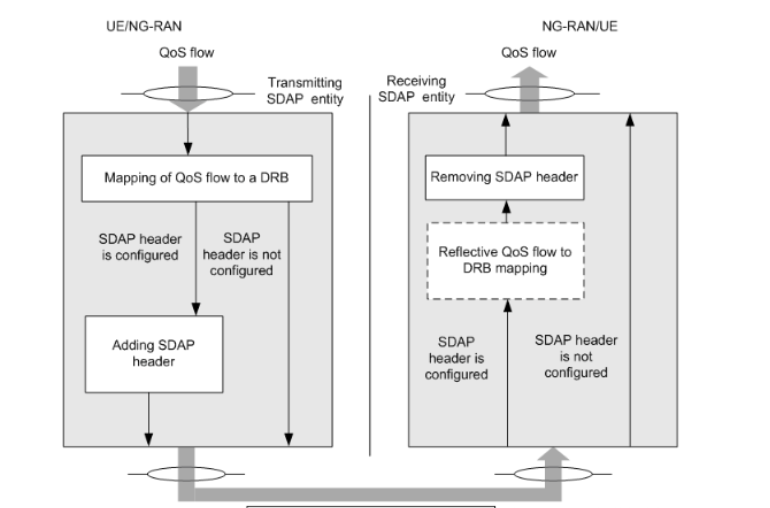 UE/NG-RAN
QoS flow
Transmitting
SDAP entity
Mapping of QoS flow to a DRB
SDAP header
is configured
SDAP
header is not
configured
Adding SDAP
header
NG-RAN/UE
QoS flow
Receiving
SDAP entity
Removing SDAP header
Reflective QoS flow to
DRB mapping
SDAP
header is
configured
SDAP header
is not
configured